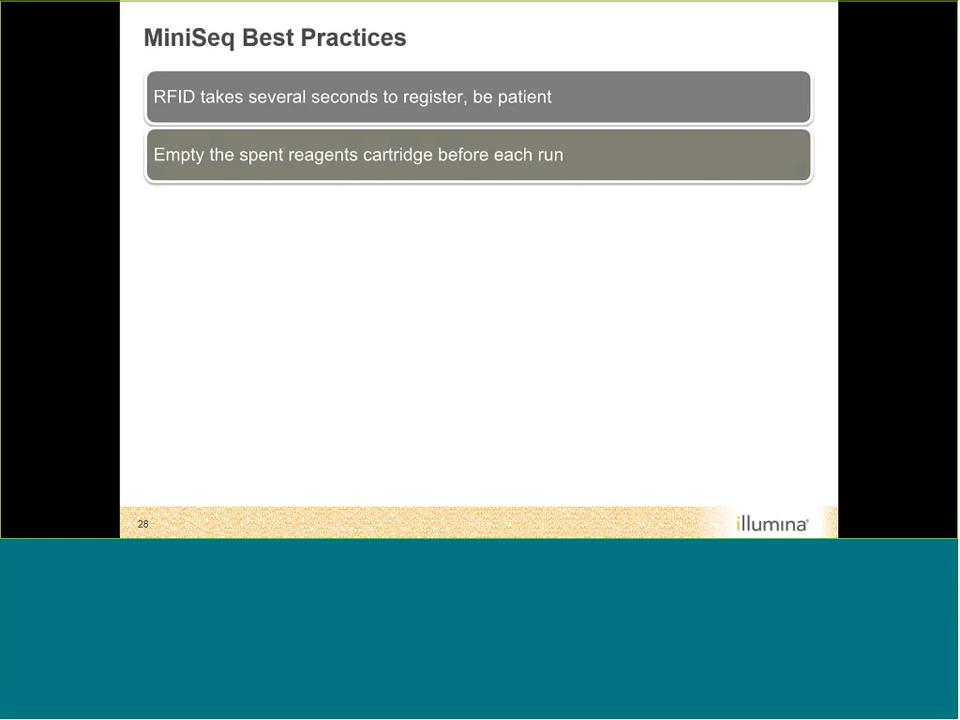 MiniSeq Best Practices
RFID takes several seconds to register, be patient
Empty the spent reagents cartridge before each run
28
illumina®